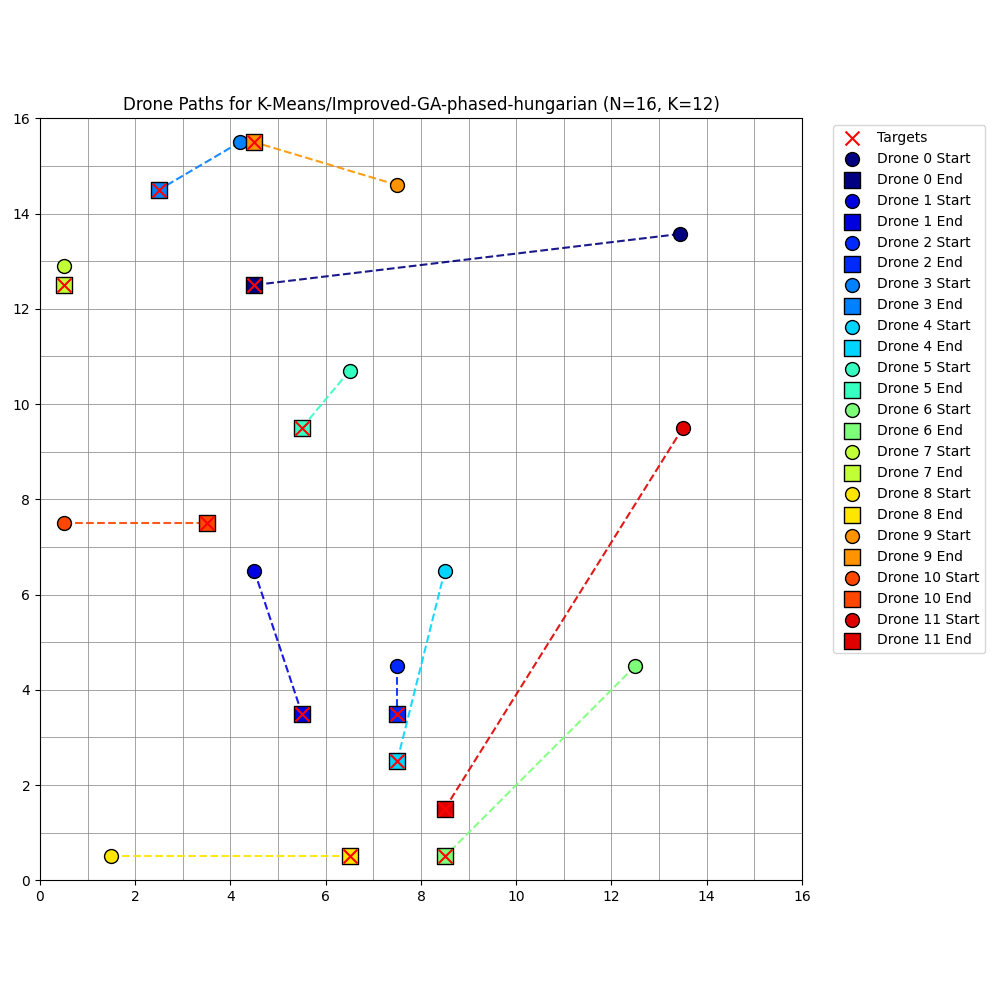 Drone Paths for K-Means/Improved-GA-phased-hungarian (N=16, K=12)
16
14
12
10
8
6
4
2
0
0 2 4 6 8 10 12 14 16
Targets
Drone 0 Start
Drone 0 End
Drone 1 Start
Drone 1 End
Drone 2 Start
Drone 2 End
Drone 3 Start
Drone 3 End
Drone 4 Start
Drone 4 End
Drone 5 Start
Drone 5 End
Drone 6 Start
Drone 6 End
Drone 7 Start
Drone 7 End
Drone 8 Start
Drone 8 End
Drone 9 Start
Drone 9 End
Drone 10 Start
Drone 10 End
Drone 11 Start
Drone 11 End